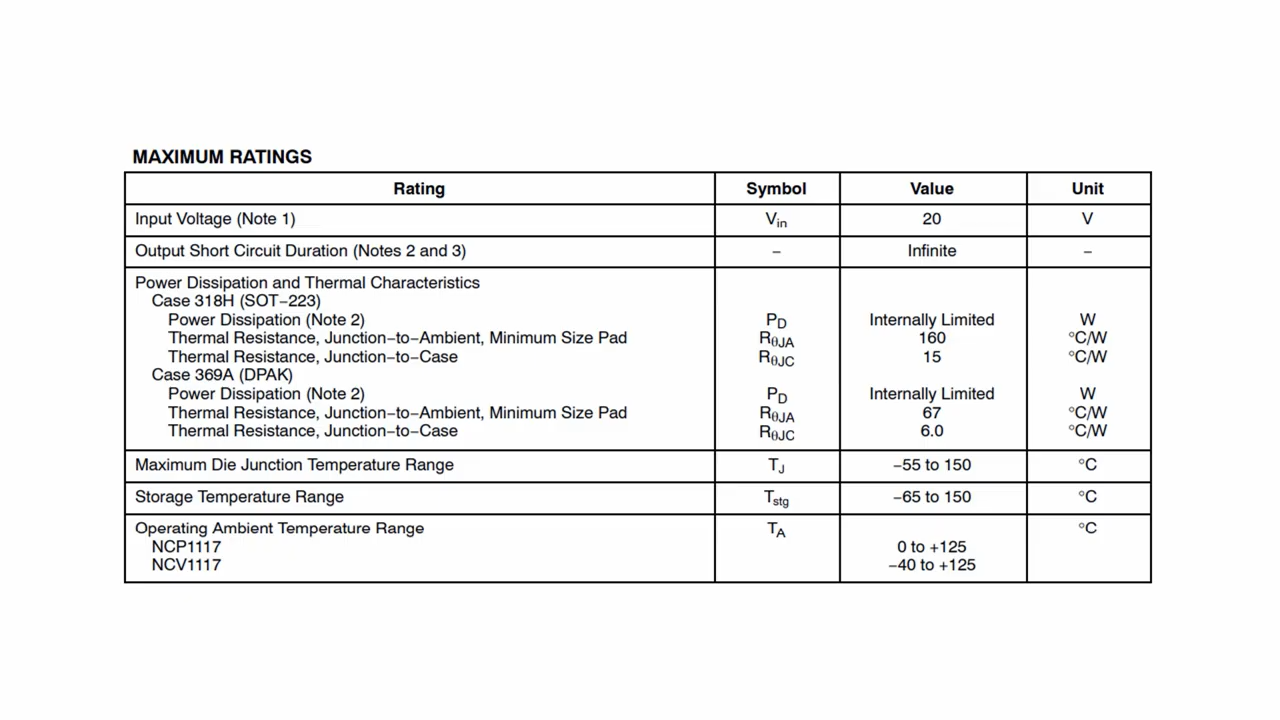 MAXIMUM RATINGS
Rating Symbol Value Unit
Input Voltage (Note 1) Vin 20 V
Output Short Circuit Duration (Notes 2 and 3) – Infinite –
Power Dissipation and Thermal Characteristics
Case 318H (SOT−223)
Power Dissipation (Note 2) PD Internally Limited W
Thermal Resistance, Junction−to−Ambient, Minimum Size Pad RθJA 160 °C/W
Thermal Resistance, Junction−to−Case RθJC 15 °C/W
Case 369A (DPAK)
Power Dissipation (Note 2) PD Internally Limited W
Thermal Resistance, Junction−to−Ambient, Minimum Size Pad RθJA 67 °C/W
Thermal Resistance, Junction−to−Case RθJC 6.0 °C/W
Maximum Die Junction Temperature Range TJ −55 to 150 °C
Storage Temperature Range Tstg −65 to 150 °C
Operating Ambient Temperature Range TA °C
NCP1117 0 to +125
NCV1117 −40 to +125